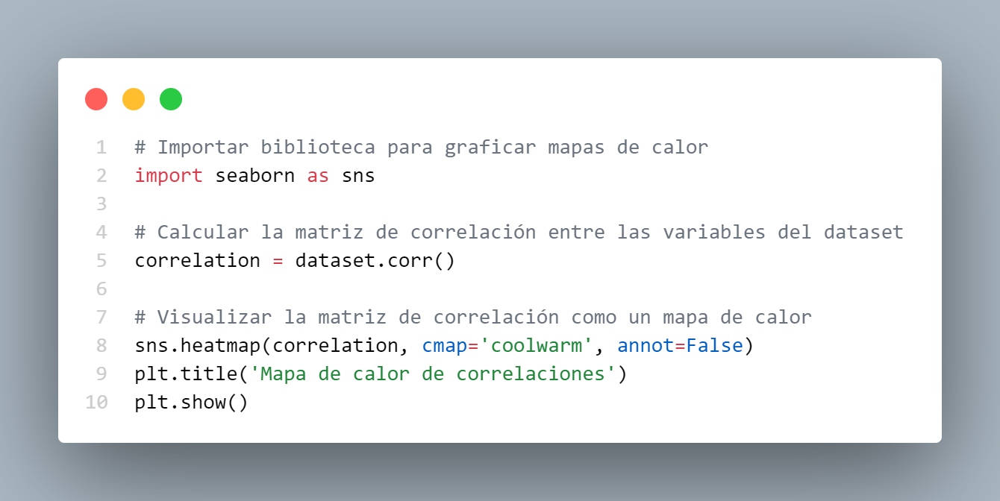 1 # Importar biblioteca para graficar mapas de calor
2 import seaborn as sns
3
4 # Calcular la matriz de correlación entre las variables del dataset
5 correlation = dataset.corr()
6
7 # Visualizar la matriz de correlación como un mapa de calor
8 sns.heatmap(correlation, cmap='coolwarm', annot=False)
9 plt.title('Mapa de calor de correlaciones')
10 plt.show()